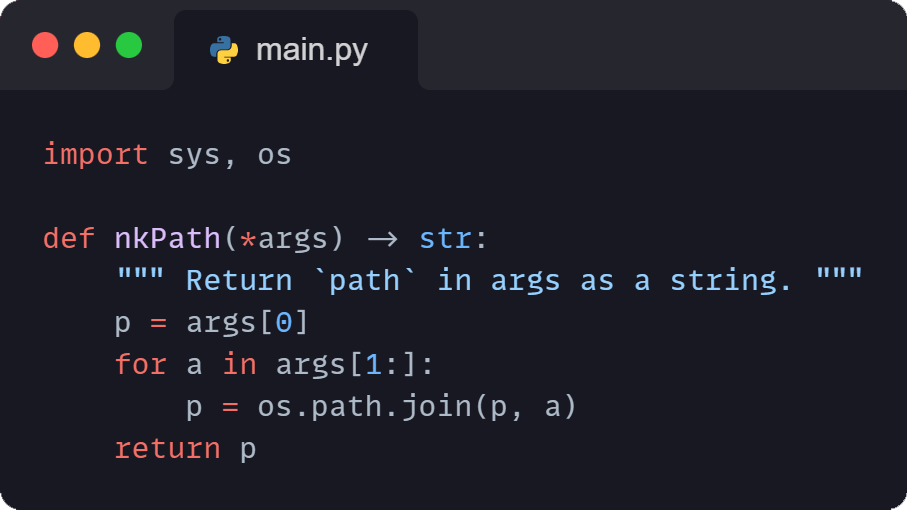 main.py
import sys, os
def nkPath(*args) -> str:
    """ Return `path` in args as a string. """
    p = args[0]
    for a in args[1:]:
        p = os.path.join(p, a)
    return p